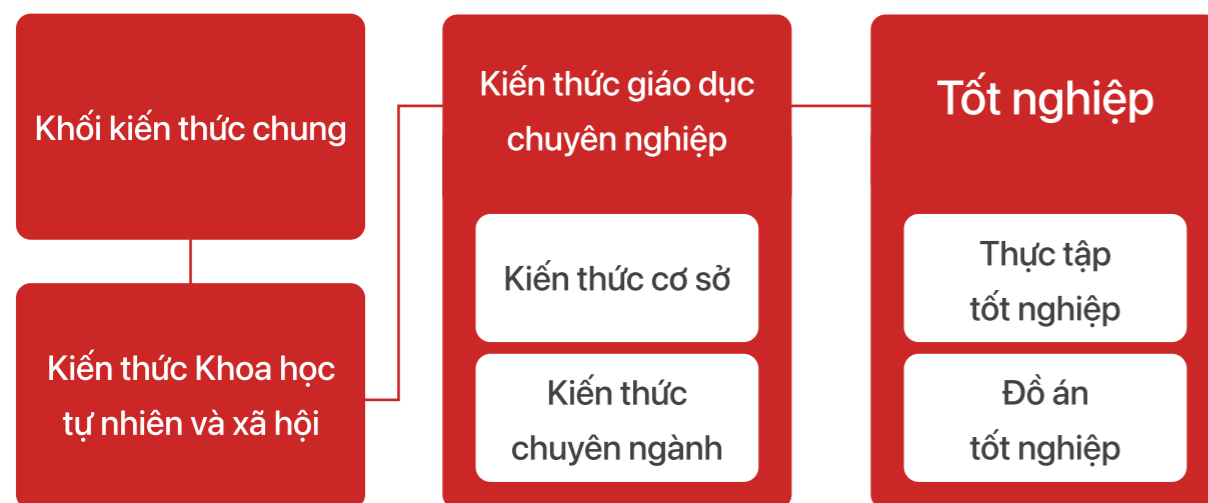 Khối kiến thức chung
Kiến thức Khoa học
tự nhiên và xã hội
Kiến thức giáo dục
chuyên nghiệp
Kiến thức cơ sở
Kiến thức
chuyên ngành
Tốt nghiệp
Thực tập
tốt nghiệp
Đồ án
tốt nghiệp